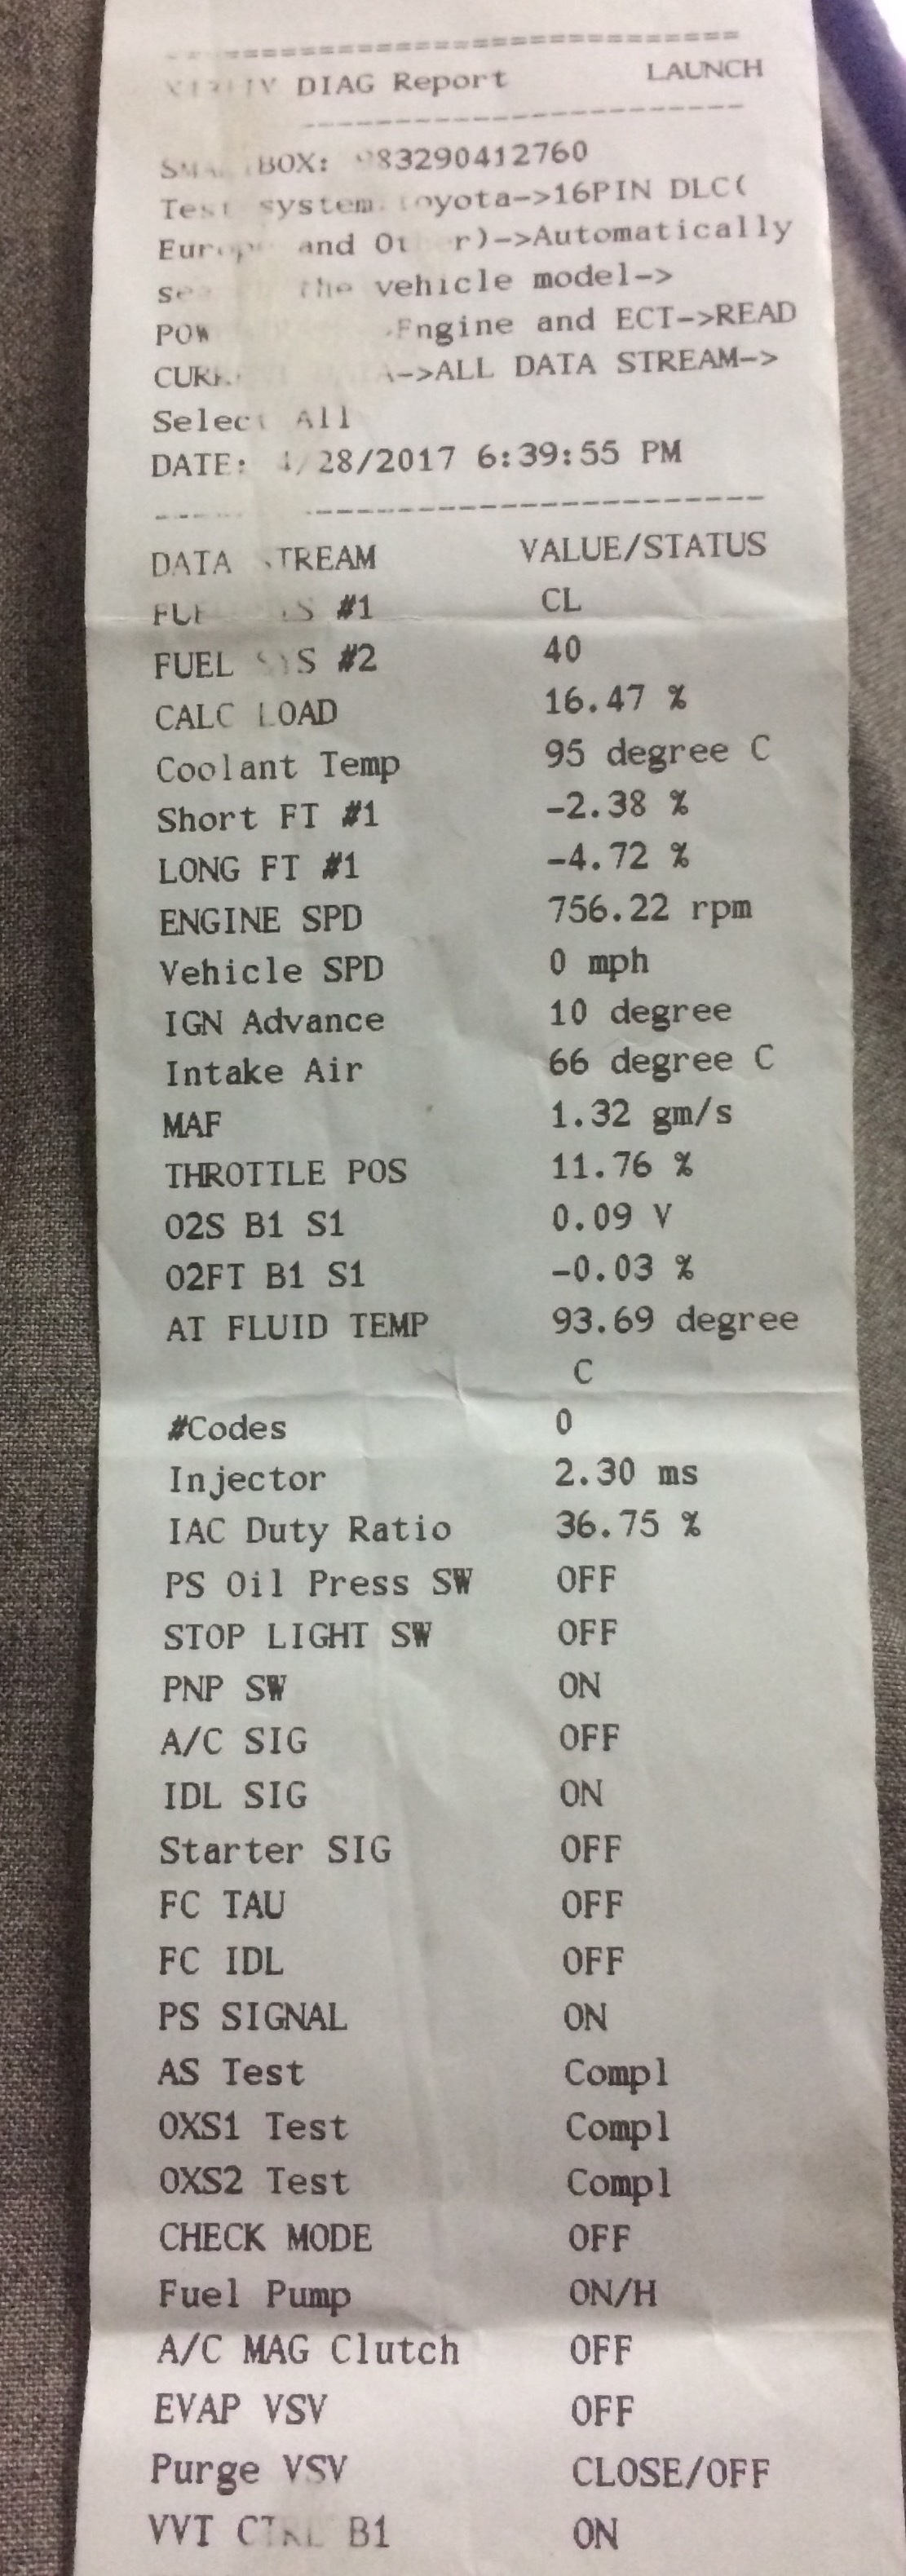 ============================
DIAG Report LAUNCH
----------------------------
BOX: 83290412760
Test system oyota->16PIN DLC(
and r)->Automatically
the vehicle model->
Engine and ECT->READ
->ALL DATA STREAM->
Select All
DATE: 4/28/2017 6:39:55 PM
----------------------------
DATA STREAM VALUE/STATUS
#1 CL
FUEL SYS #2 40
CALC LOAD 16.47 %
Coolant Temp 95 degree C
Short FT #1 -2.38 %
LONG FT #1 -4.72 %
ENGINE SPD 756.22 rpm
Vehicle SPD 0 mph
IGN Advance 10 degree
Intake Air 66 degree C
MAF 1.32 gm/s
THROTTLE POS 11.76 %
O2S B1 S1 0.09 V
O2FT B1 S1 -0.03 %
AT FLUID TEMP 93.69 degree
C
#Codes 0
Injector 2.30 ms
IAC Duty Ratio 36.75 %
PS Oil Press SW OFF
STOP LIGHT SW OFF
PNP SW ON
A/C SIG OFF
IDL SIG ON
Starter SIG OFF
FC TAU OFF
FC IDL OFF
PS SIGNAL ON
AS Test Compl
OXS1 Test Compl
OXS2 Test Compl
CHECK MODE OFF
Fuel Pump ON/H
A/C MAG Clutch OFF
EVAP VSV OFF
Purge VSV CLOSE/OFF
VVT CTRL B1 ON